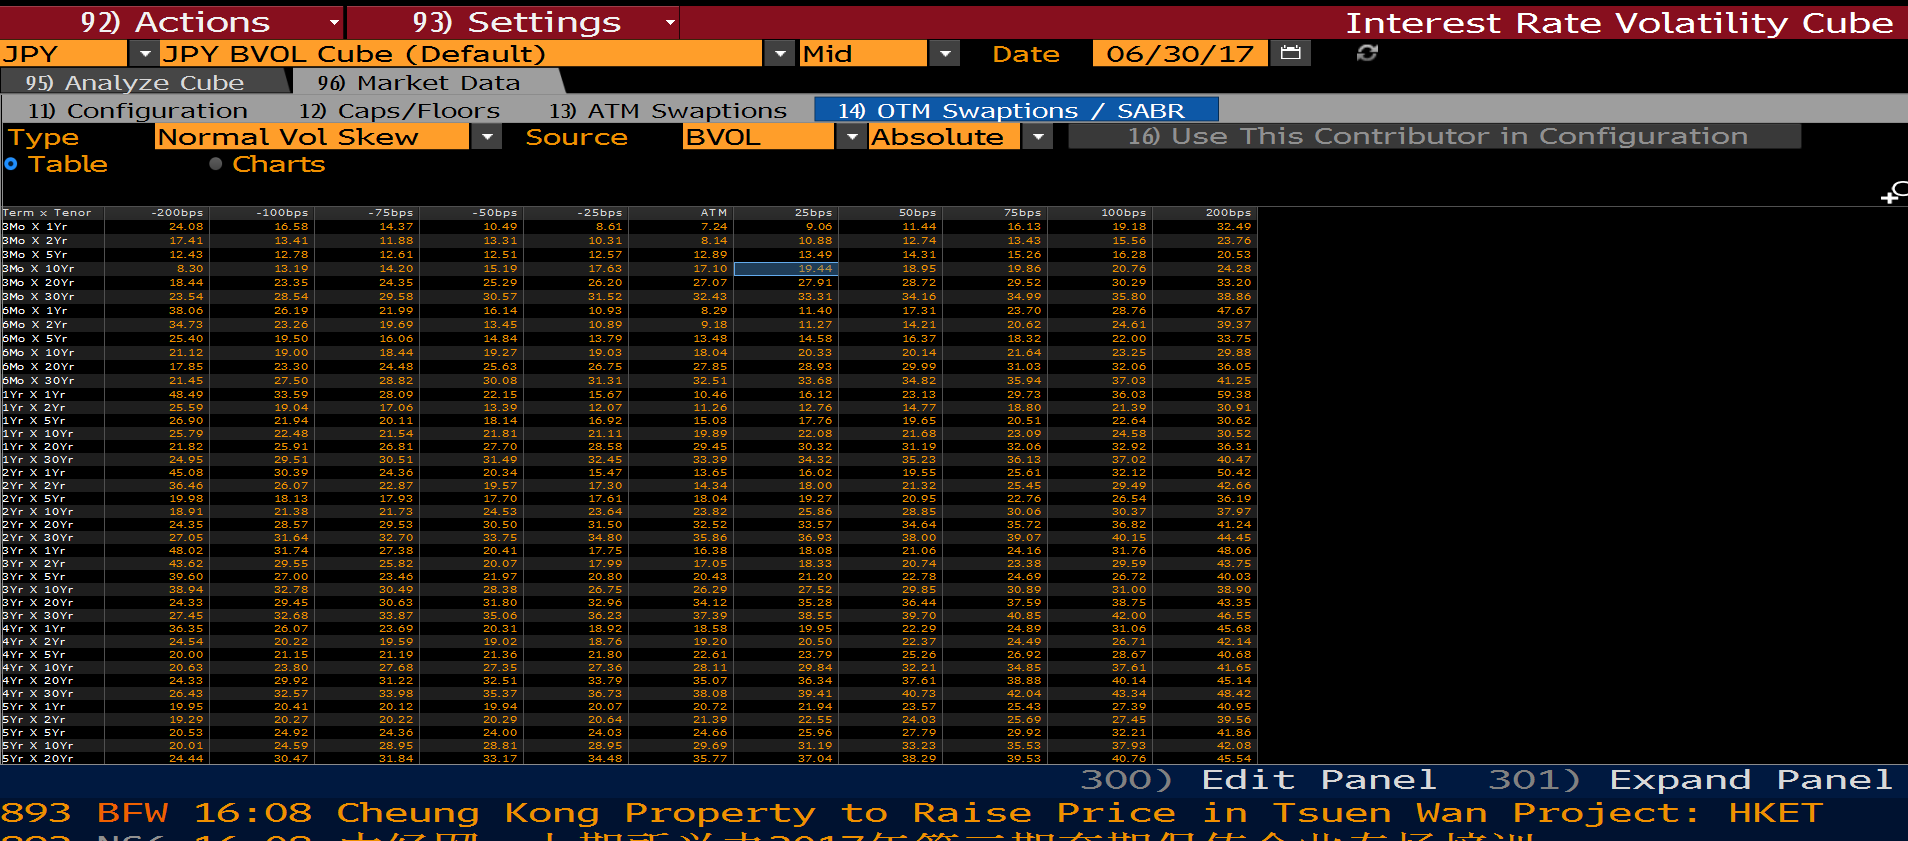 92) Actions 93) Settings Interest Rate Volatility Cube
JPY JPY BVOL Cube (Default) Mid Date 06/30/17
95) Analyze Cube 96) Market Data
11) Configuration 12) Caps/Floors 13) ATM Swaptions 14) OTM Swaptions / SABR
Type Normal Vol Skew Source BVOL Absolute 16) Use This Contributor in Configuration
Table Charts
Term x Tenor -200bps -100bps -75bps -50bps -25bps ATM 25bps 50bps 75bps 100bps 200bps
3Mo X 1Yr 24.08 16.58 14.37 10.49 8.61 7.24 9.06 11.44 16.13 19.18 32.49
3Mo X 2Yr 17.41 13.41 11.88 13.31 10.31 8.14 10.88 12.74 13.43 15.56 23.76
3Mo X 5Yr 12.43 12.78 12.61 12.51 12.57 12.89 13.49 14.31 15.26 16.28 20.53
3Mo X 10Yr 8.30 13.19 14.20 15.19 17.63 17.10 19.44 18.95 19.86 20.76 24.28
3Mo X 20Yr 18.44 23.35 24.35 25.29 26.20 27.07 27.91 28.72 29.52 30.29 33.20
3Mo X 30Yr 23.54 28.54 29.58 30.57 31.52 32.43 33.31 34.16 34.99 35.80 38.86
6Mo X 1Yr 38.06 26.19 21.99 16.14 10.93 8.29 11.40 17.31 23.70 28.76 47.67
6Mo X 2Yr 34.73 23.26 19.69 13.45 10.89 9.18 11.27 14.21 20.62 24.61 39.37
6Mo X 5Yr 25.40 19.50 16.06 14.84 13.79 13.48 14.58 16.37 18.32 22.00 33.75
6Mo X 10Yr 21.12 19.00 18.44 19.27 19.03 18.04 20.33 20.14 21.64 23.25 29.88
6Mo X 20Yr 17.85 23.30 24.48 25.63 26.75 27.85 28.93 29.99 31.03 32.06 36.05
6Mo X 30Yr 21.45 27.50 28.82 30.08 31.31 32.51 33.68 34.82 35.94 37.03 41.25
1Yr X 1Yr 48.49 33.59 28.09 22.15 15.67 10.46 16.12 23.13 29.73 36.03 59.38
1Yr X 2Yr 25.59 19.04 17.06 13.39 12.07 11.26 12.76 14.77 18.80 21.39 30.91
1Yr X 5Yr 26.90 21.94 20.11 18.14 16.92 15.03 17.76 19.65 20.51 22.64 30.62
1Yr X 10Yr 25.79 22.48 21.54 21.81 21.11 19.89 22.08 21.68 23.09 24.58 30.52
1Yr X 20Yr 21.82 25.91 26.81 27.70 28.58 29.45 30.32 31.19 32.06 32.92 36.31
1Yr X 30Yr 24.95 29.51 30.51 31.49 32.45 33.39 34.32 35.23 36.13 37.02 40.47
2Yr X 1Yr 45.08 30.39 24.36 20.34 15.47 13.65 16.02 19.55 25.61 32.12 50.42
2Yr X 2Yr 36.46 26.07 22.87 19.57 17.30 14.34 18.00 21.32 25.45 29.49 42.66
2Yr X 5Yr 19.98 18.13 17.93 17.70 17.61 18.04 19.27 20.95 22.76 26.54 36.19
2Yr X 10Yr 18.91 21.38 21.73 24.53 23.64 23.82 25.86 28.85 30.06 30.37 37.97
2Yr X 20Yr 24.35 28.57 29.53 30.50 31.50 32.52 33.57 34.64 35.72 36.82 41.24
2Yr X 30Yr 27.05 31.64 32.70 33.75 34.80 35.86 36.93 38.00 39.07 40.15 44.45
3Yr X 1Yr 48.02 31.74 27.38 20.41 17.75 16.38 18.08 21.06 24.16 31.76 48.06
3Yr X 2Yr 43.62 29.55 25.82 20.07 17.99 17.05 18.33 20.74 23.38 29.59 43.75
3Yr X 5Yr 39.60 27.00 23.46 21.97 20.80 20.43 21.20 22.78 24.69 26.72 40.03
3Yr X 10Yr 38.94 32.78 30.49 28.38 26.75 26.29 27.52 29.85 30.89 31.00 38.90
3Yr X 20Yr 24.33 29.45 30.63 31.80 32.96 34.12 35.28 36.44 37.59 38.75 43.35
3Yr X 30Yr 27.45 32.68 33.87 35.06 36.23 37.39 38.55 39.70 40.85 42.00 46.55
4Yr X 1Yr 26.35 26.07 23.69 20.31 18.92 18.58 19.95 22.29 24.89 31.06 45.68
4Yr X 2Yr 24.54 20.22 19.59 19.02 18.76 19.20 20.50 22.37 24.49 26.71 42.14
4Yr X 5Yr 20.00 21.15 21.19 21.36 21.80 22.61 23.79 25.26 26.92 28.67 40.68
4Yr X 10Yr 20.63 23.80 27.68 27.35 27.36 28.11 29.84 32.21 34.85 37.61 41.65
4Yr X 20Yr 24.33 29.92 31.22 32.51 33.79 35.07 36.34 37.61 38.88 40.14 45.14
4Yr X 30Yr 26.43 32.57 33.98 35.37 36.73 38.08 39.41 40.73 42.04 43.34 48.42
5Yr X 1Yr 19.95 20.41 20.12 19.94 20.07 20.72 21.94 23.57 25.43 27.39 40.95
5Yr X 2Yr 19.29 20.27 20.22 20.29 20.64 21.39 22.55 24.03 25.69 27.45 39.56
5Yr X 5Yr 20.53 24.92 24.36 24.00 24.03 24.66 25.96 27.79 29.92 32.21 41.86
5Yr X 10Yr 20.01 24.59 28.95 28.81 28.95 29.69 31.19 33.23 35.53 37.93 42.08
5Yr X 20Yr 24.44 30.47 31.84 33.17 34.48 35.77 37.04 38.29 39.53 40.76 45.54
300) Edit Panel 301) Expand Panel
893 BFW 16:08 Cheung Kong Property to Raise Price in Tsuen Wan Project: HKET